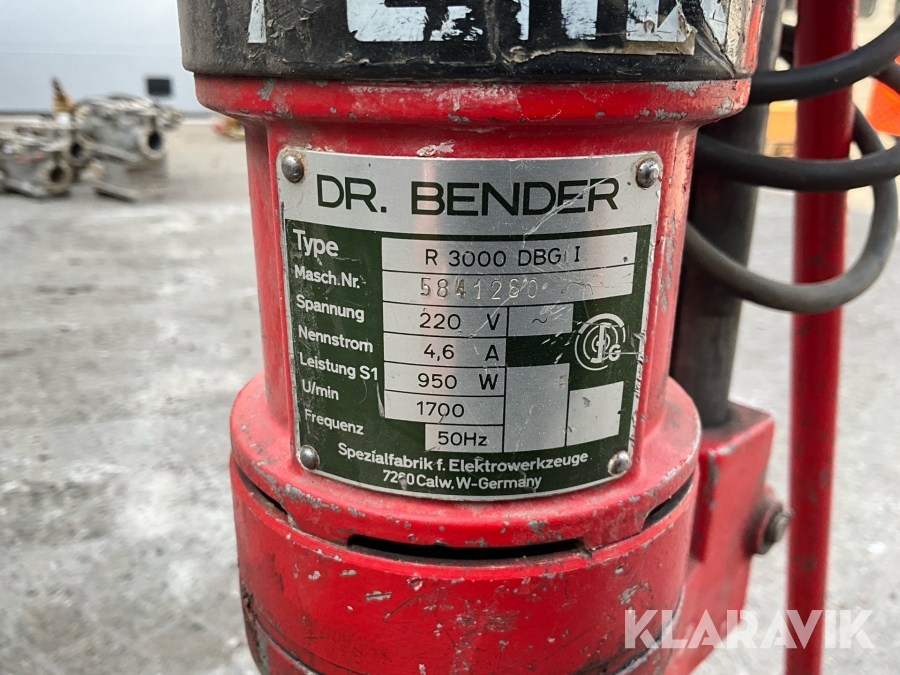 DR. BENDER
Type R 3000 DBG I
Masch.Nr. 5841280
Spannung 220 V ~
Nennstrom 4,6 A
Leistung S1 950 W
U/min 1700
Frequenz 50Hz
Spezialfabrik f. Elektrowerkzeuge
7260 Calw, W-Germany
KLARAVIK